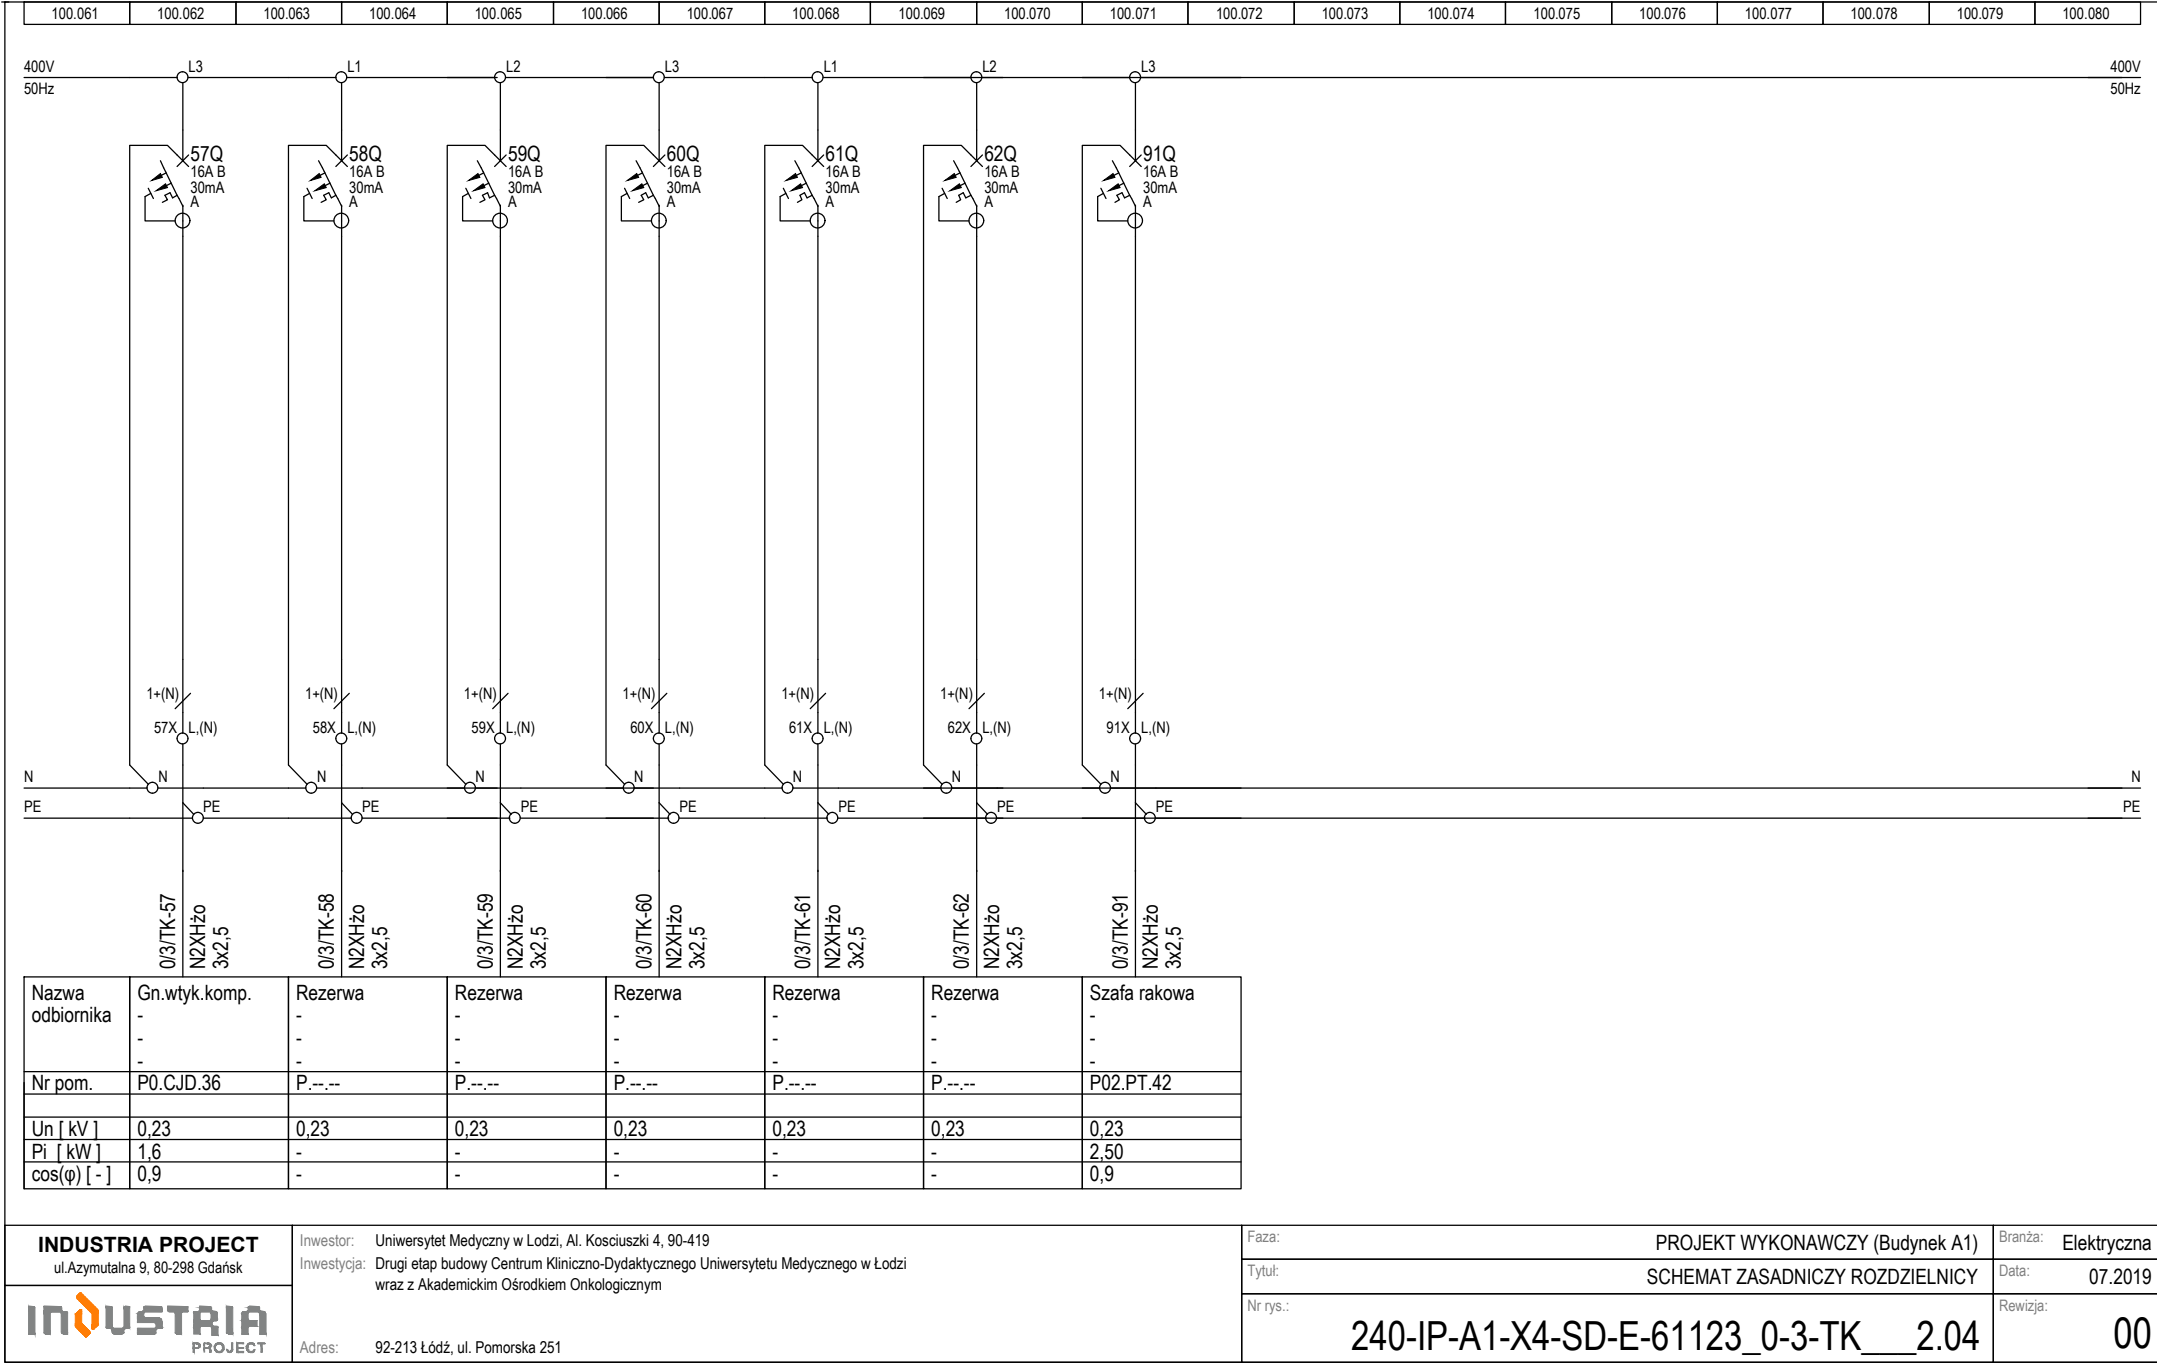 100.061 100.062 100.063 100.064 100.065 100.066 100.067 100.068 100.069 100.070 100.071 100.072 100.073 100.074 100.075 100.076 100.077 100.078 100.079 100.080
400V L3 L1 L2 L3 L1 L2 L3 400V
50Hz 50Hz
57Q 58Q 59Q 60Q 61Q 62Q 91Q
16A B 16A B 16A B 16A B 16A B 16A B 16A B
30mA 30mA 30mA 30mA 30mA 30mA 30mA
A A A A A A A
1+(N) 1+(N) 1+(N) 1+(N) 1+(N) 1+(N) 1+(N)
57X L,(N) 58X L,(N) 59X L,(N) 60X L,(N) 61X L,(N) 62X L,(N) 91X L,(N)
N N N N N N N N N
PE PE PE PE PE PE PE PE PE
0/3/TK-57 N2XHżo 3x2,5
0/3/TK-58 N2XHżo 3x2,5
0/3/TK-59 N2XHżo 3x2,5
0/3/TK-60 N2XHżo 3x2,5
0/3/TK-61 N2XHżo 3x2,5
0/3/TK-62 N2XHżo 3x2,5
0/3/TK-91 N2XHżo 3x2,5
Nazwa Gn.wtyk.komp. Rezerwa Rezerwa Rezerwa Rezerwa Rezerwa Szafa rakowa
odbiornika - - - - - - -
- - - - - - -
- - - - - - -
Nr pom. P0.CJD.36 P.--.-- P.--.-- P.--.-- P.--.-- P.--.-- P02.PT.42
Un [ kV ] 0,23 0,23 0,23 0,23 0,23 0,23 0,23
Pi [ kW ] 1,6 - - - - - 2,50
cos(φ) [ - ] 0,9 - - - - - 0,9
INDUSTRIA PROJECT
ul.Azymutalna 9, 80-298 Gdańsk
INDUSTRIA
PROJECT
Inwestor: Uniwersytet Medyczny w Lodzi, Al. Kosciuszki 4, 90-419
Inwestycja: Drugi etap budowy Centrum Kliniczno-Dydaktycznego Uniwersytetu Medycznego w Łodzi
wraz z Akademickim Ośrodkiem Onkologicznym
Adres: 92-213 Łódź, ul. Pomorska 251
Faza: PROJEKT WYKONAWCZY (Budynek A1)
Branża: Elektryczna
Tytuł: SCHEMAT ZASADNICZY ROZDZIELNICY
Data: 07.2019
Nr rys.: 240-IP-A1-X4-SD-E-61123_0-3-TK___2.04
Rewizja: 00